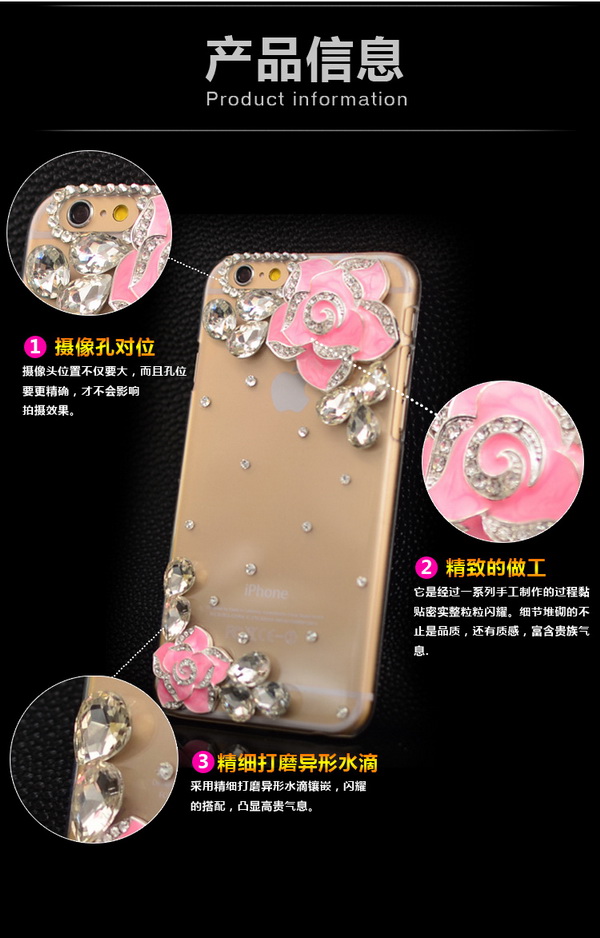 产品信息
Product information
1 摄像孔对位
摄像头位置不仅要大，而且孔位
要更精确，才不会影响
拍摄效果。
2 精致的做工
它是经过一系列手工制作的过程黏
贴密实整粒粒闪耀。细节堆砌的不
止是品质，还有质感，富含贵族气
息.
iPhone
3 精细打磨异形水滴
采用精细打磨异形水滴镶嵌，闪耀
的搭配，凸显高贵气息。